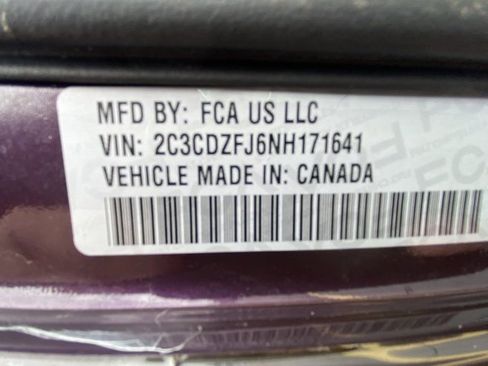 MFD BY: FCA US LLC
VIN: 2C3CDZFJ6NH171641
VEHICLE MADE IN: CANADA